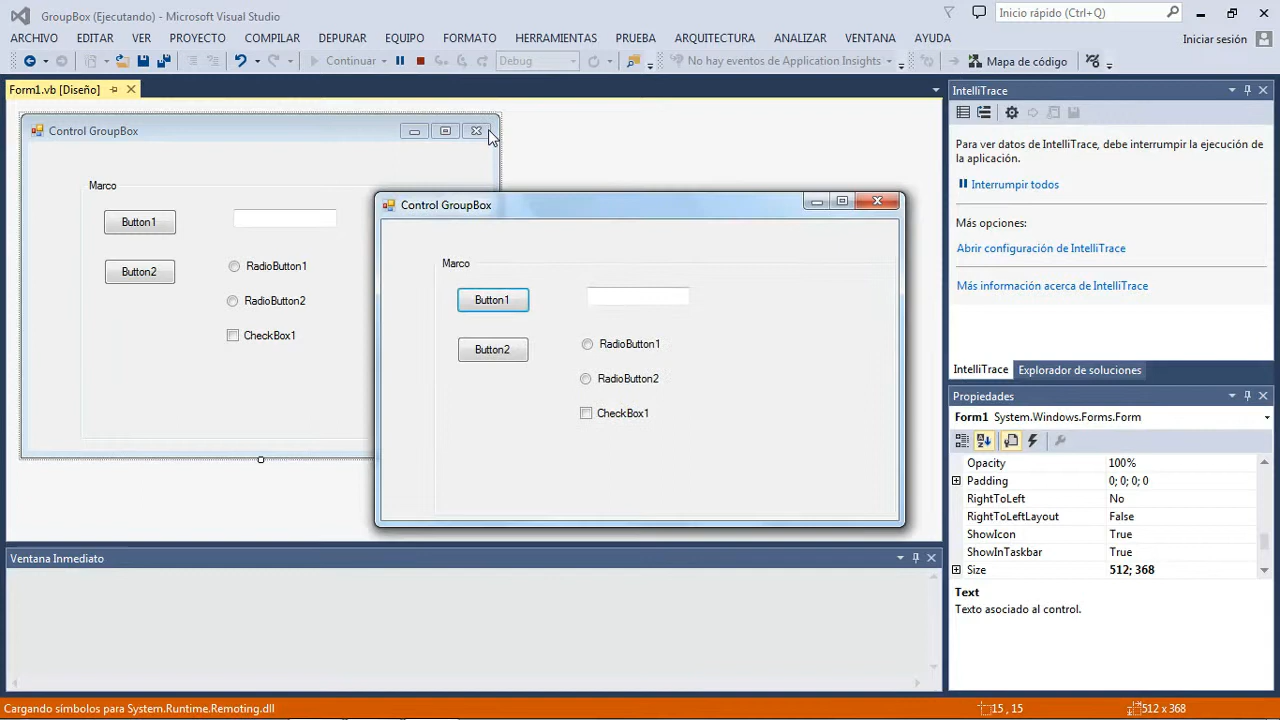 GroupBox (Ejecutando) - Microsoft Visual Studio
Inicio rápido (Ctrl+Q)
ARCHIVO EDITAR VER PROYECTO COMPILAR DEPURAR EQUIPO FORMATO HERRAMIENTAS PRUEBA ARQUITECTURA ANALIZAR VENTANA AYUDA
Iniciar sesión
Continuar Debug No hay eventos de Application Insights Mapa de código
Form1.vb [Diseño]
Control GroupBox
Marco
Button1
Button2
RadioButton1
RadioButton2
CheckBox1
Control GroupBox
Marco
Button1
Button2
RadioButton1
RadioButton2
CheckBox1
IntelliTrace
Para ver datos de IntelliTrace, debe interrumpir la ejecución de
la aplicación.
Interrumpir todos
Más opciones:
Abrir configuración de IntelliTrace
Más información acerca de IntelliTrace
IntelliTrace Explorador de soluciones
Propiedades
Form1 System.Windows.Forms.Form
Opacity 100%
Padding 0; 0; 0; 0
RightToLeft No
RightToLeftLayout False
ShowIcon True
ShowInTaskbar True
Size 512; 368
Text
Texto asociado al control.
Ventana Inmediato
Cargando símbolos para System.Runtime.Remoting.dll
15 , 15
512 x 368